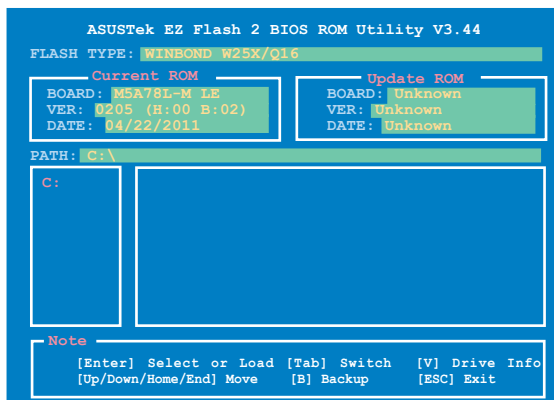 ASUSTek EZ Flash 2 BIOS ROM Utility V3.44
FLASH TYPE: WINBOND W25X/Q16
Current ROM
BOARD: M5A78L-M LE
VER: 0205 (H:00 B:02)
DATE: 04/22/2011
Update ROM
BOARD: Unknown
VER: Unknown
DATE: Unknown
PATH: C:\
C:
Note
[Enter] Select or Load [Tab] Switch [V] Drive Info
[Up/Down/Home/End] Move [B] Backup [ESC] Exit